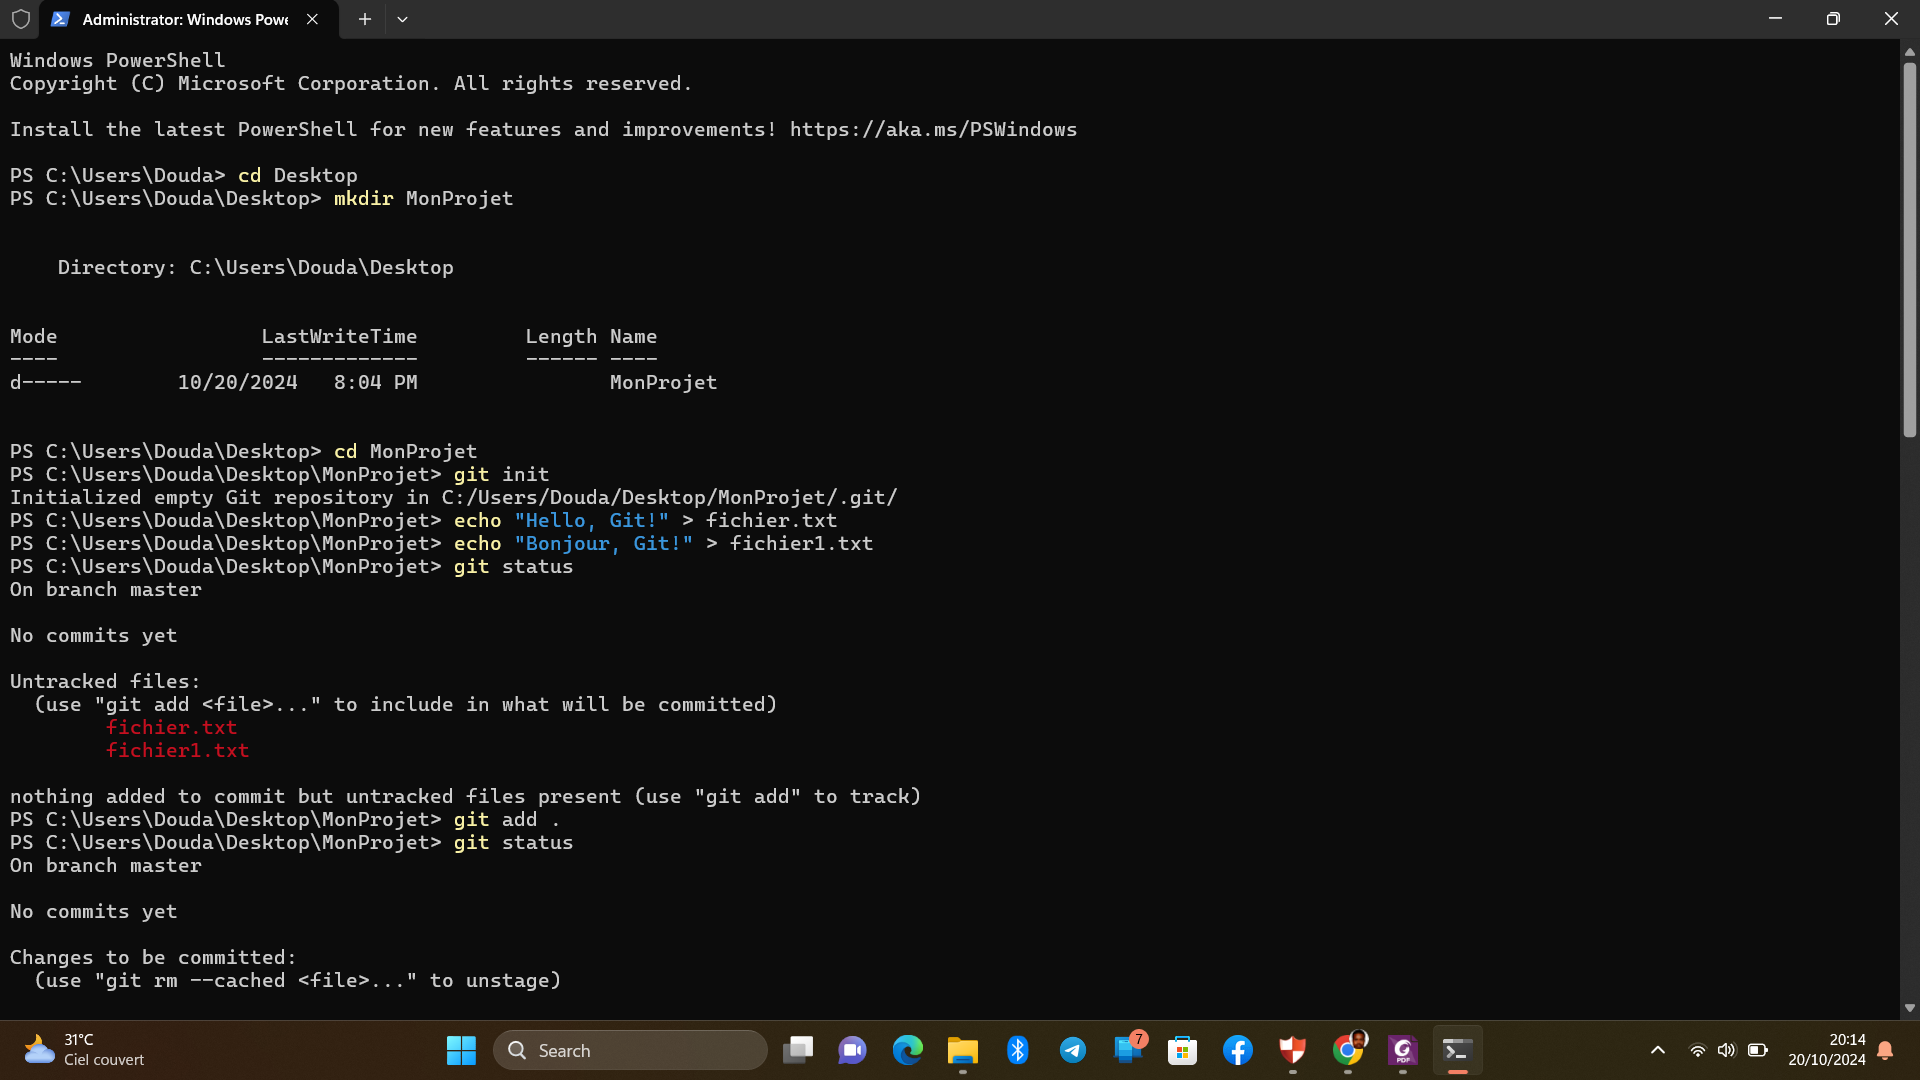 Administrator: Windows Powe
Windows PowerShell
Copyright (C) Microsoft Corporation. All rights reserved.
Install the latest PowerShell for new features and improvements! https://aka.ms/PSWindows
PS C:\Users\Douda> cd Desktop
PS C:\Users\Douda\Desktop> mkdir MonProjet
    Directory: C:\Users\Douda\Desktop
Mode                 LastWriteTime         Length Name
----                 -------------         ------ ----
d-----        10/20/2024   8:04 PM                MonProjet
PS C:\Users\Douda\Desktop> cd MonProjet
PS C:\Users\Douda\Desktop\MonProjet> git init
Initialized empty Git repository in C:/Users/Douda/Desktop/MonProjet/.git/
PS C:\Users\Douda\Desktop\MonProjet> echo "Hello, Git!" > fichier.txt
PS C:\Users\Douda\Desktop\MonProjet> echo "Bonjour, Git!" > fichier1.txt
PS C:\Users\Douda\Desktop\MonProjet> git status
On branch master
No commits yet
Untracked files:
  (use "git add <file>..." to include in what will be committed)
        fichier.txt
        fichier1.txt
nothing added to commit but untracked files present (use "git add" to track)
PS C:\Users\Douda\Desktop\MonProjet> git add .
PS C:\Users\Douda\Desktop\MonProjet> git status
On branch master
No commits yet
Changes to be committed:
  (use "git rm --cached <file>..." to unstage)
31°C
Ciel couvert
Search
7
PDF
20:14
20/10/2024